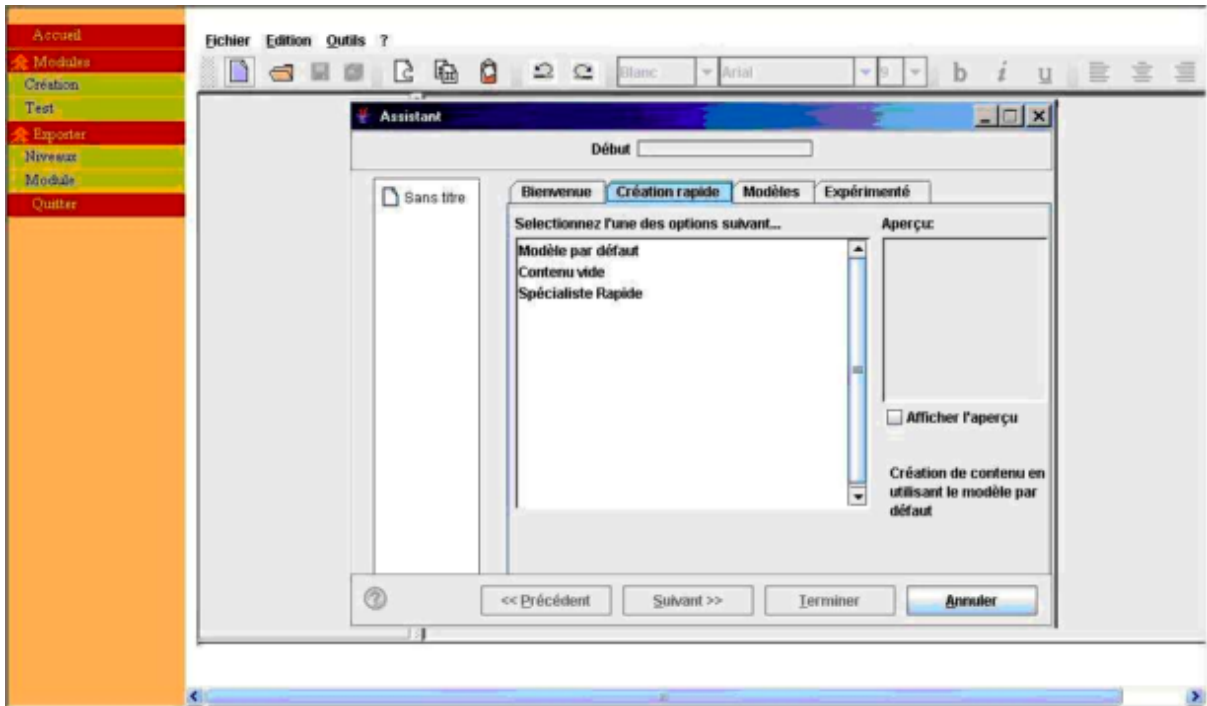 Accueil
Modules
Création
Test
Exporter
Niveaux
Module
Quitter
Fichier Edition Outils ?
Blanc Arial 9 b i u
Assistant
Début
Sans titre
Bienvenue Création rapide Modèles Expérimenté
Selectionnez l'une des options suivant... Aperçu:
Modèle par défaut
Contenu vide
Spécialiste Rapide
Afficher l'aperçu
Création de contenu en
utilisant le modèle par
défaut
<< Précédent Suivant >> Terminer Annuler